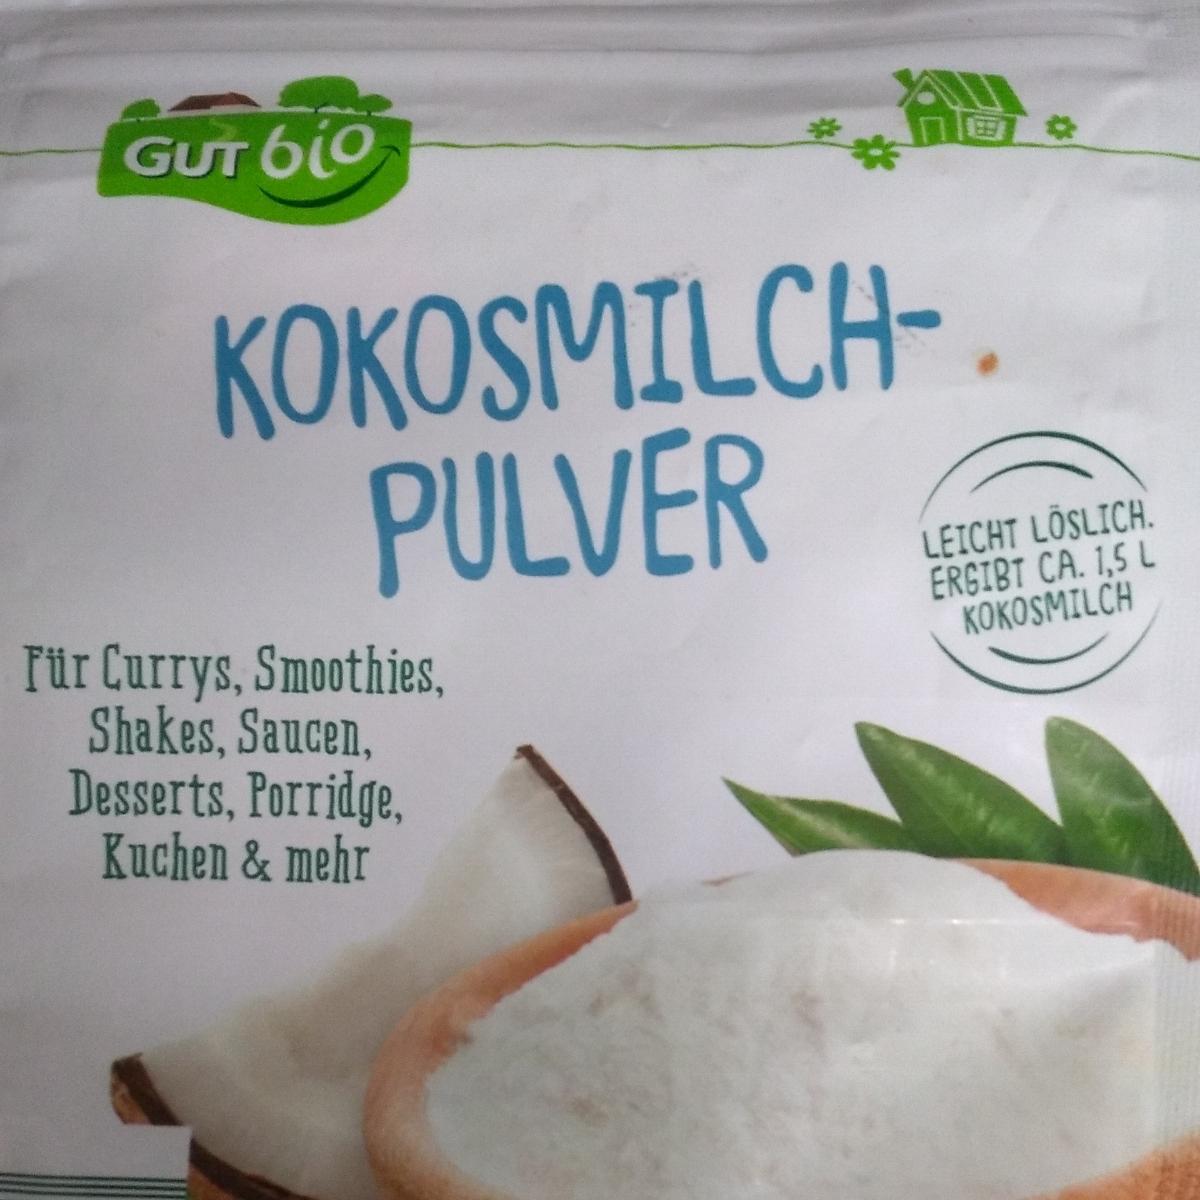 GUT bio
KOKOSMILCH-
PULVER
LEICHT LÖSLICH.
ERGIBT CA. 1,5 L
KOKOSMILCH
Für Currys, Smoothies,
Shakes, Saucen,
Desserts, Porridge,
Kuchen & mehr